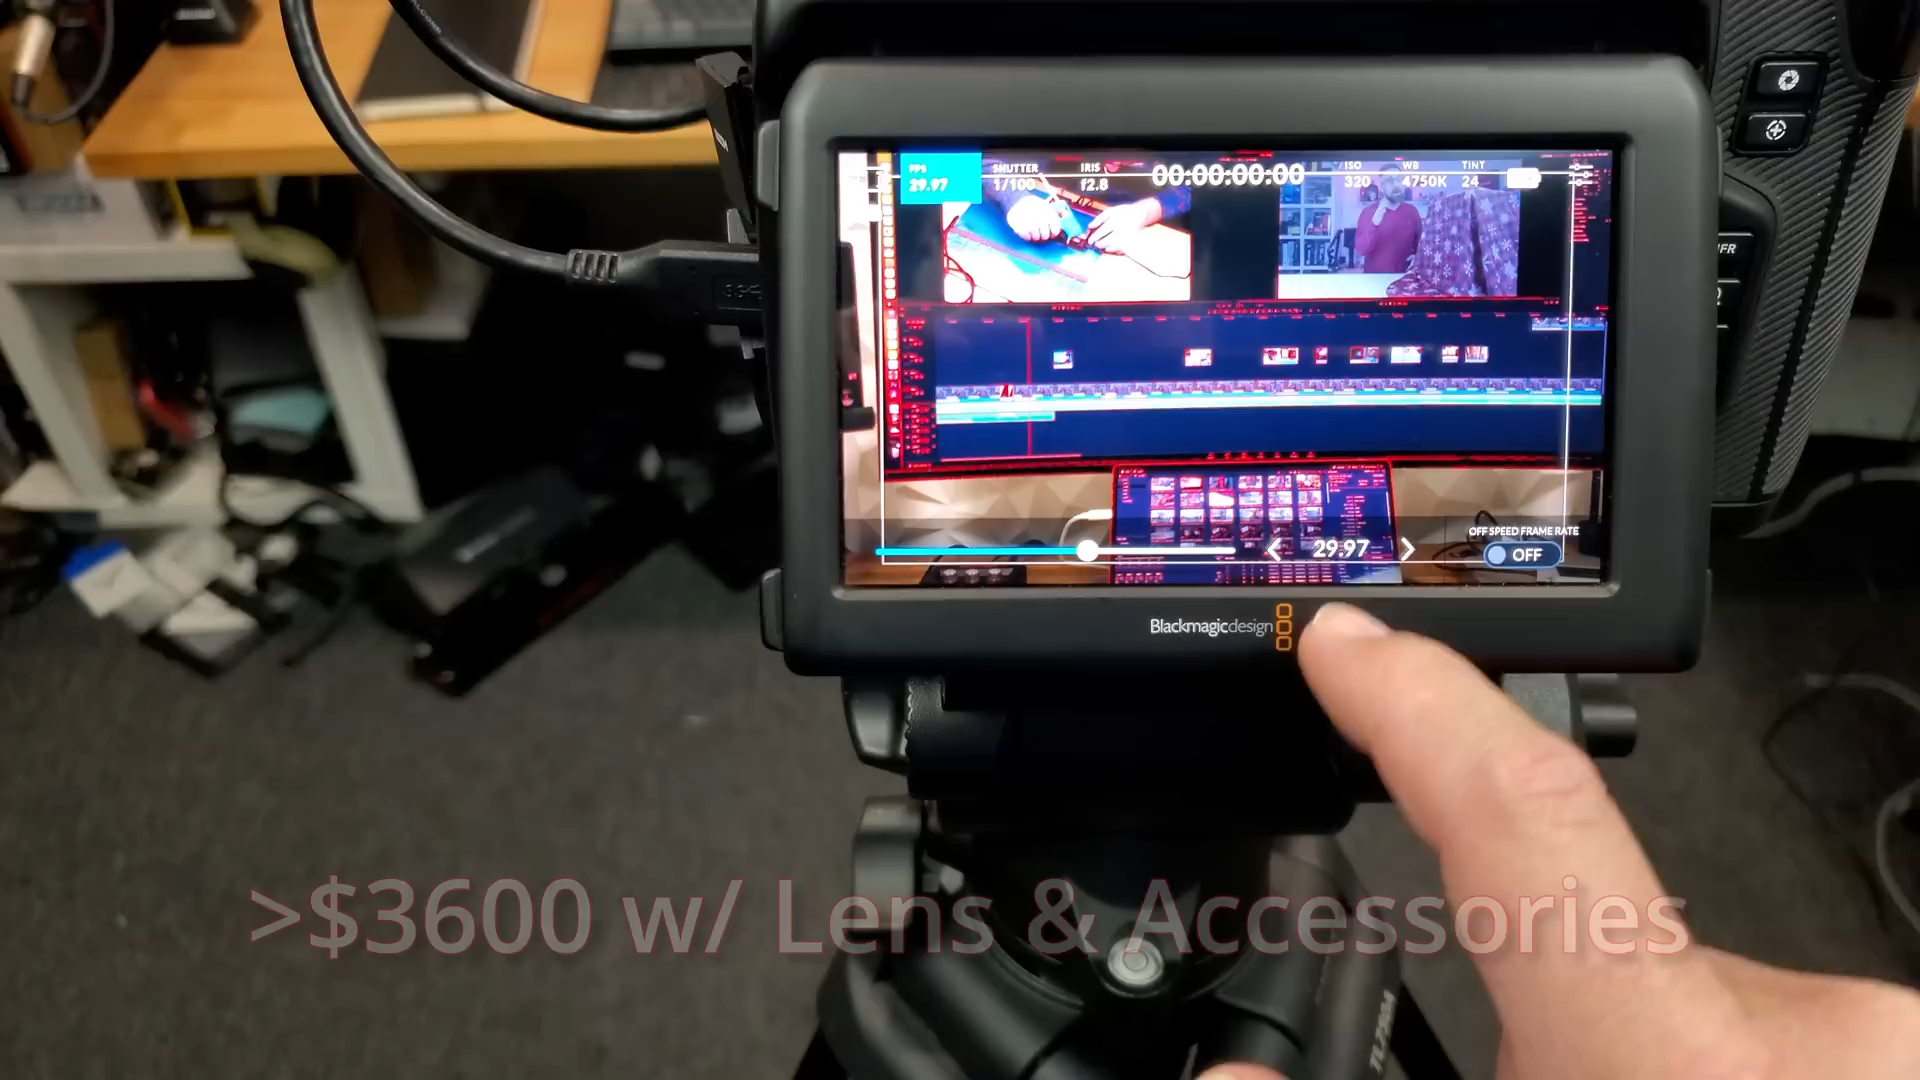 FPS
29.97
SHUTTER
1/100
IRIS
f2.8
00:00:00:00
ISO
320
WB
4750K
TINT
24
OFF SPEED FRAME RATE
29.97
OFF
Blackmagicdesign
>$3600 w/ Lens & Accessories